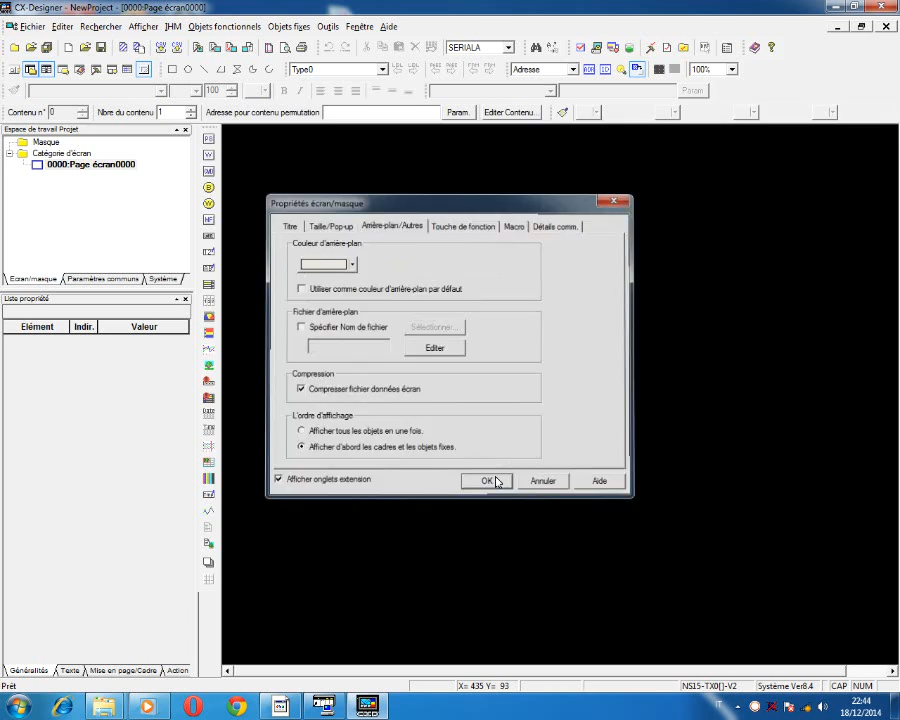 CX-Designer - NewProject - [0000:Page écran0000]
Fichier Editer Rechercher Afficher IHM Objets fonctionnels Objets fixes Outils Fenêtre Aide
SERIALA
Type0 Adresse 100%
100 B I Param
Contenu n° 0 Nbre du contenu 1 Adresse pour contenu permutation Param. Editer Contenu...
Espace de travail Projet
Masque
Catégorie d'écran
0000:Page écran0000
Ecran/masque Paramètres communs Système
Liste propriété
Elément Indir. Valeur
Généralités Texte Mise en page/Cadre Action
Date
Propriétés écran/masque
Titre Taille/Pop-up Arrière-plan/Autres Touche de fonction Macro Détails comm.
Couleur d'arrière-plan
Utiliser comme couleur d'arrière-plan par défaut
Fichier d'arrière-plan
Spécifier Nom de fichier Sélectionner...
Editer
Compression
Compresser fichier données écran
L'ordre d'affichage
Afficher tous les objets en une fois.
Afficher d'abord les cadres et les objets fixes.
Afficher onglets extension OK Annuler Aide
Prêt X= 435 Y= 93 NS15-TX0[]-V2 Système Ver8.4 CAP NUM
IT 22:44
18/12/2014